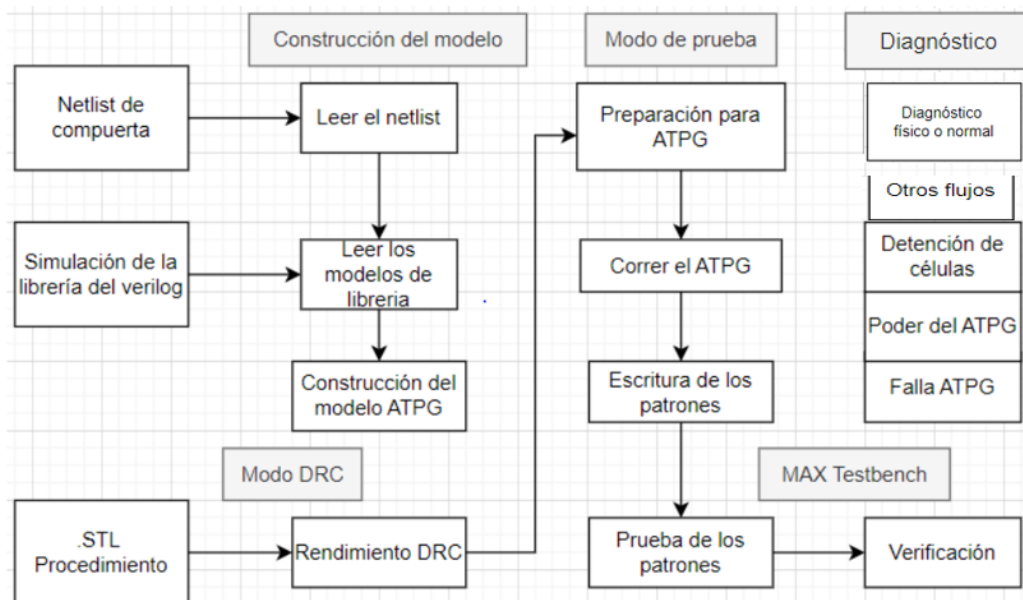 Construcción del modelo
Modo de prueba
Diagnóstico
Netlist de
compuerta
Leer el netlist
Preparación para
ATPG
Diagnóstico
físico o normal
Otros flujos
Simulación de la
librería del verilog
Leer los
modelos de
libreria
Correr el ATPG
Detención de
células
Poder del ATPG
Construcción del
modelo ATPG
Escritura de los
patrones
Falla ATPG
Modo DRC
MAX Testbench
.STL
Procedimiento
Rendimiento DRC
Prueba de los
patrones
Verificación